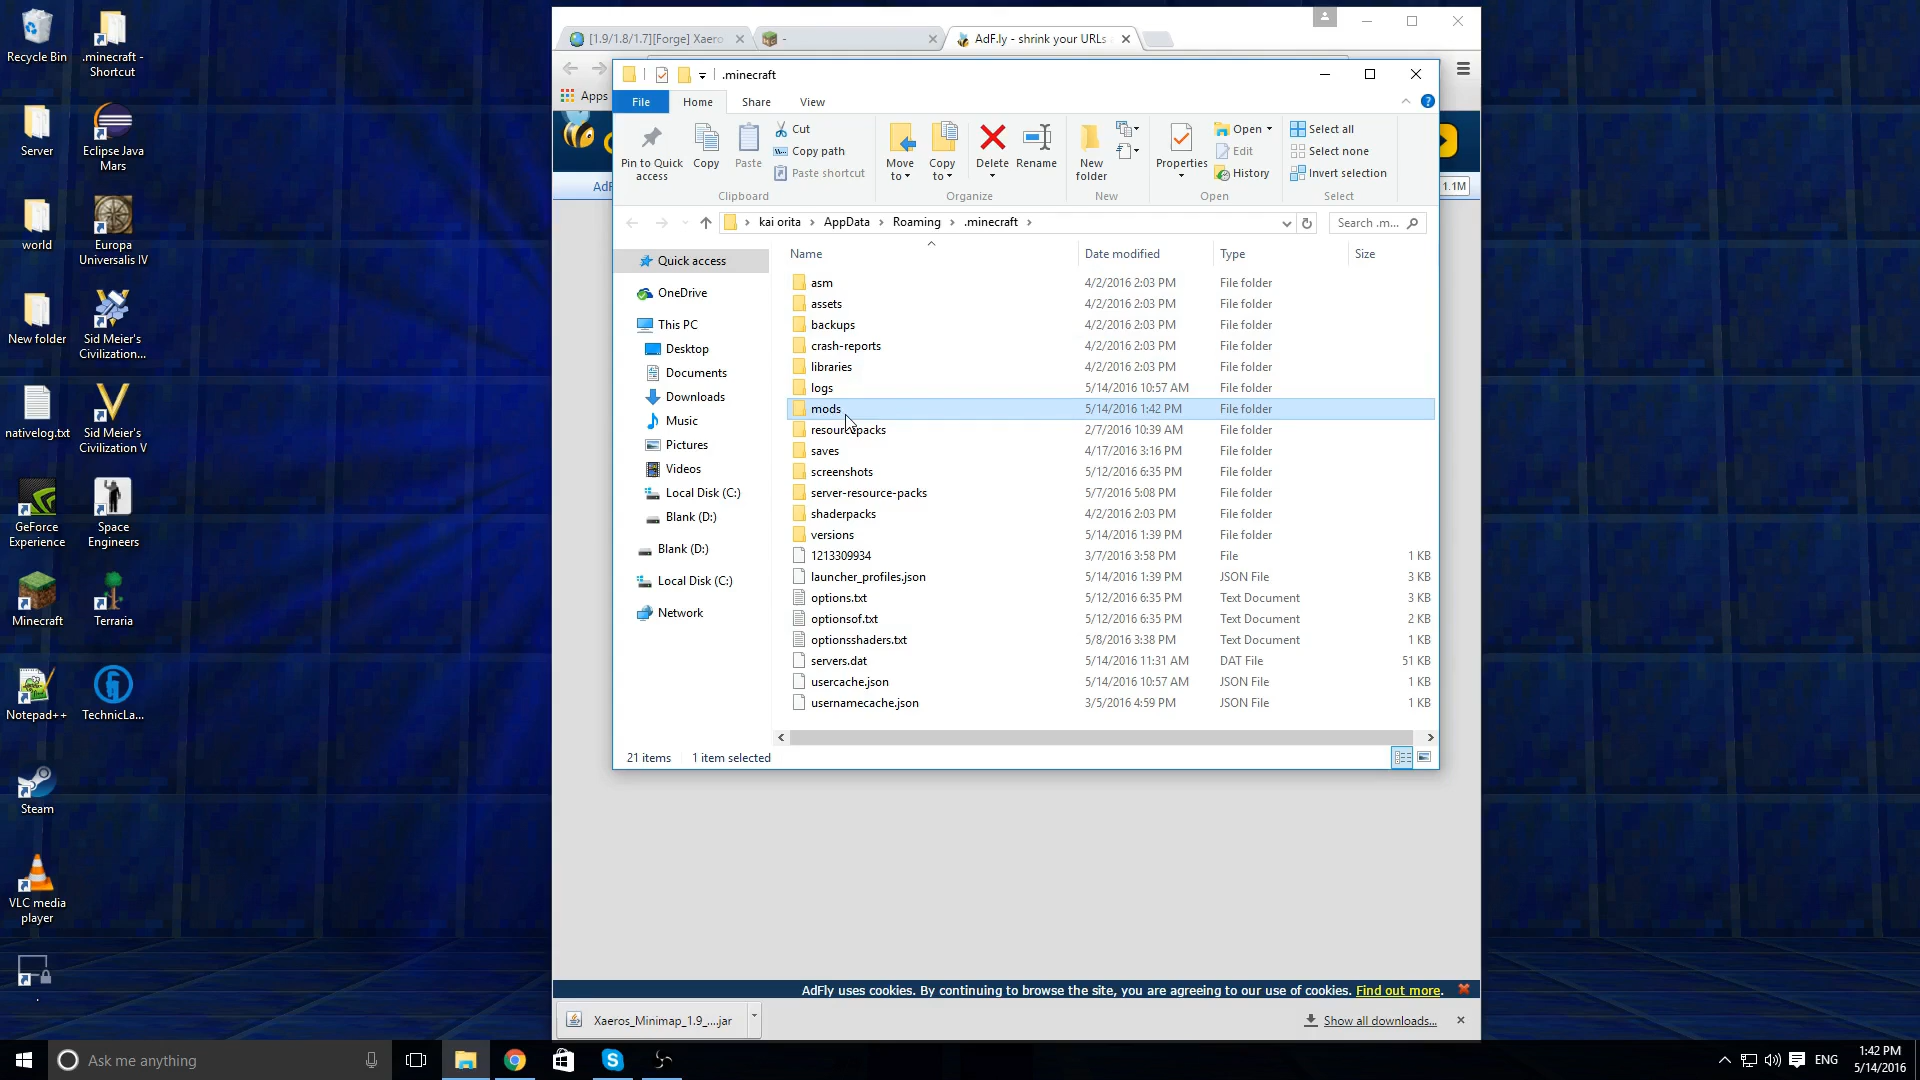 Recycle Bin
.minecraft - Shortcut
Server
Eclipse Java Mars
world
Europa Universalis IV
New folder
Sid Meier's Civilization...
nativelog.txt
Sid Meier's Civilization V
GeForce Experience
Space Engineers
Minecraft
Terraria
Notepad++
TechnicLa...
Steam
VLC media player
.
[1.9/1.8/1.7][Forge] Xaero
-
AdF.ly - shrink your URLs
Apps
.minecraft
File Home Share View
Pin to Quick access
Copy
Paste
Cut
Copy path
Paste shortcut
Clipboard
Move to
Copy to
Delete
Rename
Organize
New folder
New
Properties
Open
Edit
History
Open
Select all
Select none
Invert selection
Select
1.1M
kai orita > AppData > Roaming > .minecraft >
Search .m...
Quick access
OneDrive
This PC
Desktop
Documents
Downloads
Music
Pictures
Videos
Local Disk (C:)
Blank (D:)
Blank (D:)
Local Disk (C:)
Network
Name Date modified Type Size
asm 4/2/2016 2:03 PM File folder
assets 4/2/2016 2:03 PM File folder
backups 4/2/2016 2:03 PM File folder
crash-reports 4/2/2016 2:03 PM File folder
libraries 4/2/2016 2:03 PM File folder
logs 5/14/2016 10:57 AM File folder
mods 5/14/2016 1:42 PM File folder
resourcepacks 2/7/2016 10:39 AM File folder
saves 4/17/2016 3:16 PM File folder
screenshots 5/12/2016 6:35 PM File folder
server-resource-packs 5/7/2016 5:08 PM File folder
shaderpacks 4/2/2016 2:03 PM File folder
versions 5/14/2016 1:39 PM File folder
1213309934 3/7/2016 3:58 PM File 1 KB
launcher_profiles.json 5/14/2016 1:39 PM JSON File 3 KB
options.txt 5/12/2016 6:35 PM Text Document 3 KB
optionsof.txt 5/12/2016 6:35 PM Text Document 2 KB
optionsshaders.txt 5/8/2016 3:38 PM Text Document 1 KB
servers.dat 5/14/2016 11:31 AM DAT File 51 KB
usercache.json 5/14/2016 10:57 AM JSON File 1 KB
usernamecache.json 3/5/2016 4:59 PM JSON File 1 KB
21 items 1 item selected
AdFly uses cookies. By continuing to browse the site, you are agreeing to our use of cookies. Find out more.
Xaeros_Minimap_1.9_....jar
Show all downloads...
Ask me anything
ENG
1:42 PM
5/14/2016